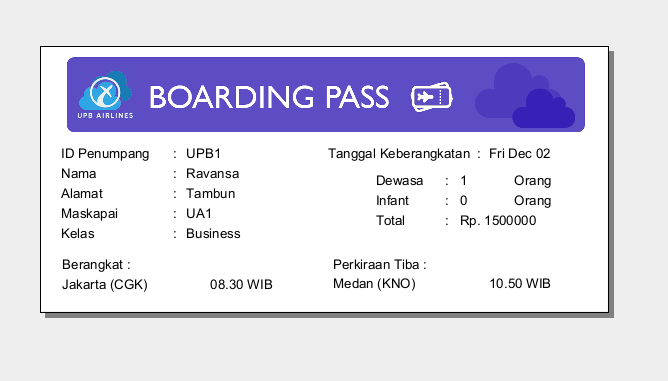 UPB AIRLINES
BOARDING PASS
ID Penumpang : UPB1
Nama : Ravansa
Alamat : Tambun
Maskapai : UA1
Kelas : Business
Tanggal Keberangkatan : Fri Dec 02
Dewasa : 1 Orang
Infant : 0 Orang
Total : Rp. 1500000
Berangkat :
Jakarta (CGK) 08.30 WIB
Perkiraan Tiba :
Medan (KNO) 10.50 WIB